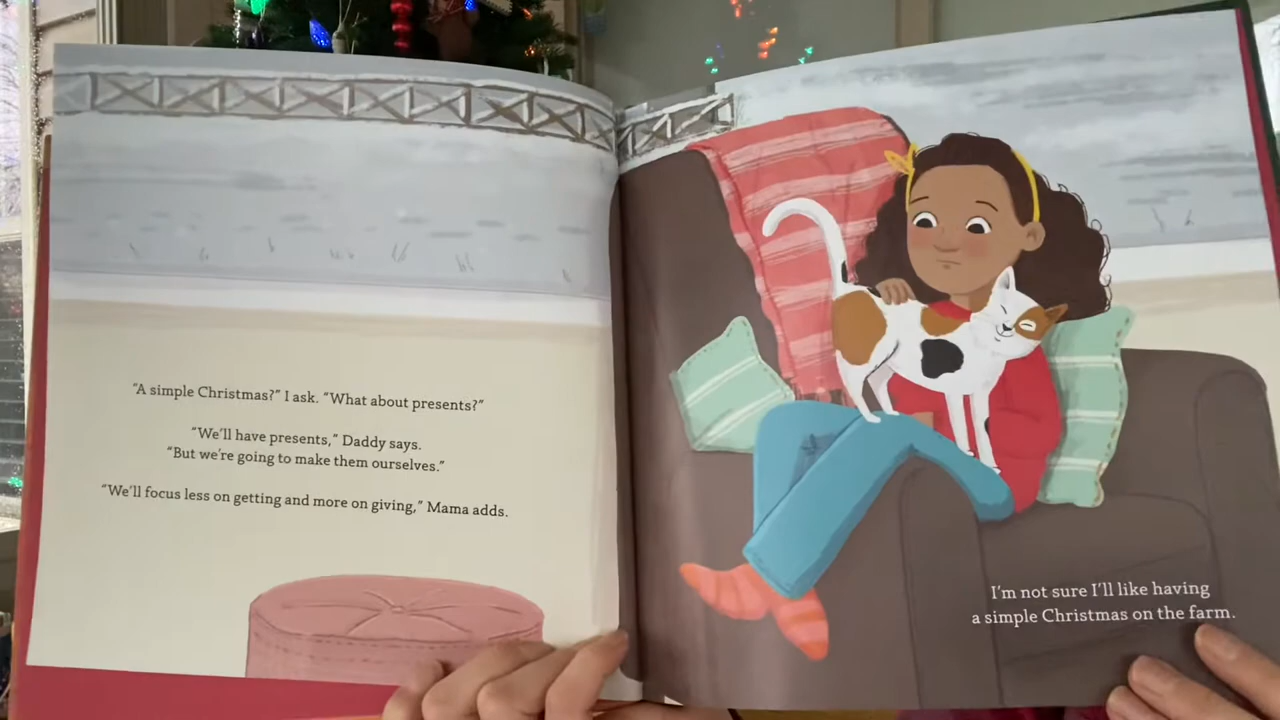 “A simple Christmas?” I ask. “What about presents?”
“We’ll have presents,” Daddy says.
“But we’re going to make them ourselves.”
“We’ll focus less on getting and more on giving,” Mama adds.
I’m not sure I’ll like having
a simple Christmas on the farm.